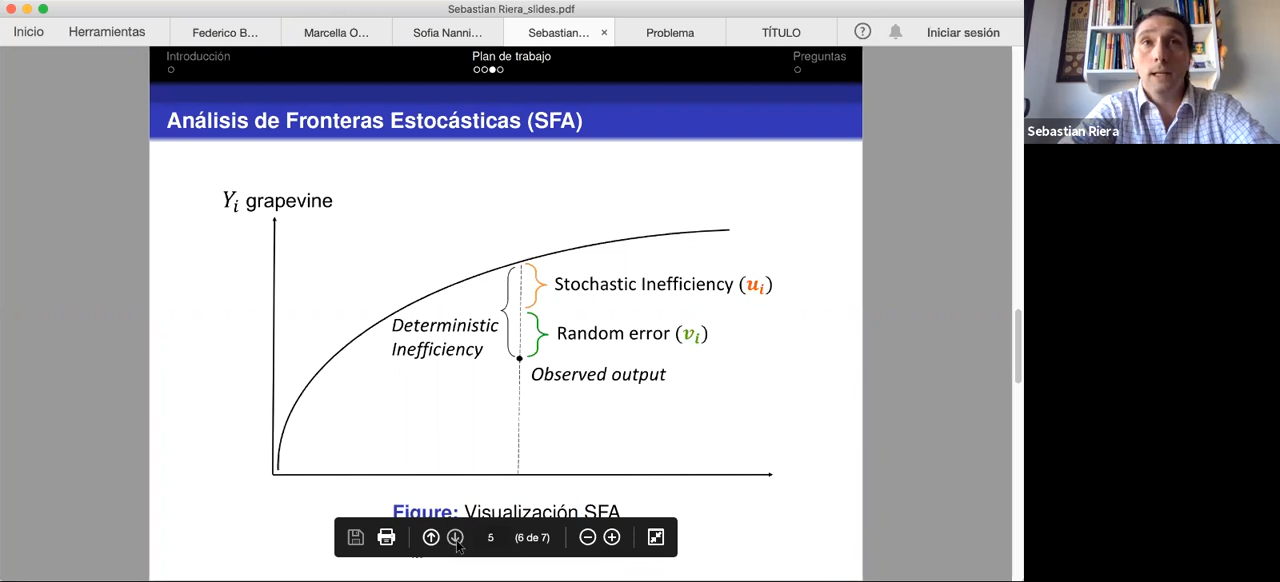 Sebastian Riera_slides.pdf
Inicio Herramientas Federico B... Marcella O... Sofia Nanni... Sebastian... × Problema TÍTULO ? Iniciar sesión
Introducción Plan de trabajo Preguntas
Análisis de Fronteras Estocásticas (SFA)
Sebastian Riera
Yᵢ grapevine
Stochastic Inefficiency (uᵢ)
Deterministic
Inefficiency
Random error (vᵢ)
Observed output
Figure: Visualización SFA
5 (6 de 7)